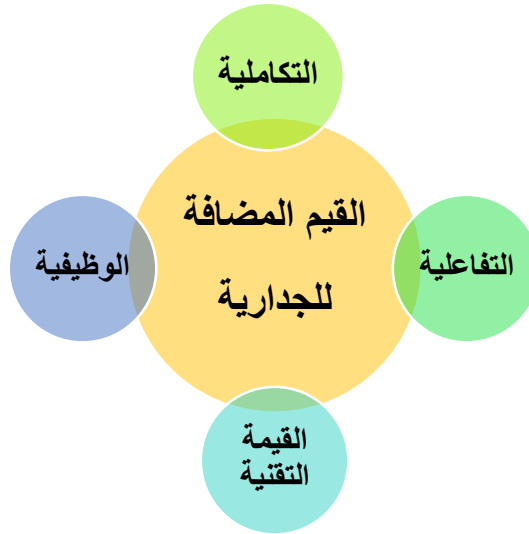 التكاملية
القيم المضافة
للجدارية
التفاعلية
الوظيفية
القيمة
التقنية